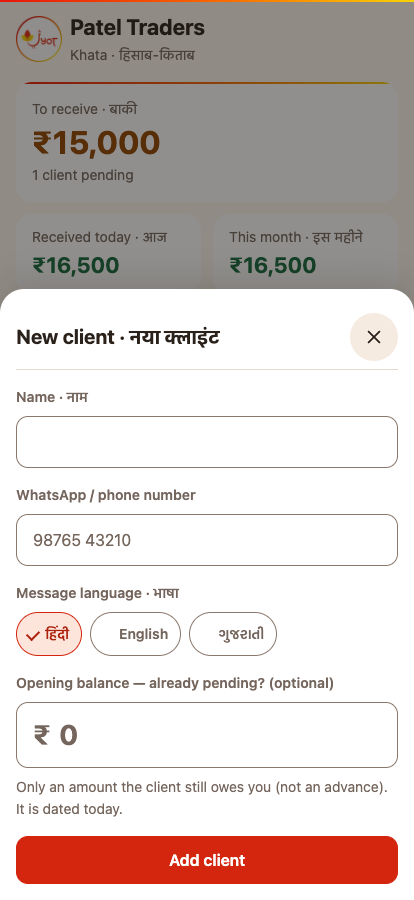 Jyot
Patel Traders
Khata · हिसाब-किताब
To receive · बाकी
₹15,000
1 client pending
Received today · आज
₹16,500
This month · इस महीने
₹16,500
New client · नया क्लाइंट
Name · नाम
WhatsApp / phone number
98765 43210
Message language · भाषा
हिंदी English ગુજરાતી
Opening balance — already pending? (optional)
₹ 0
Only an amount the client still owes you (not an advance).
It is dated today.
Add client